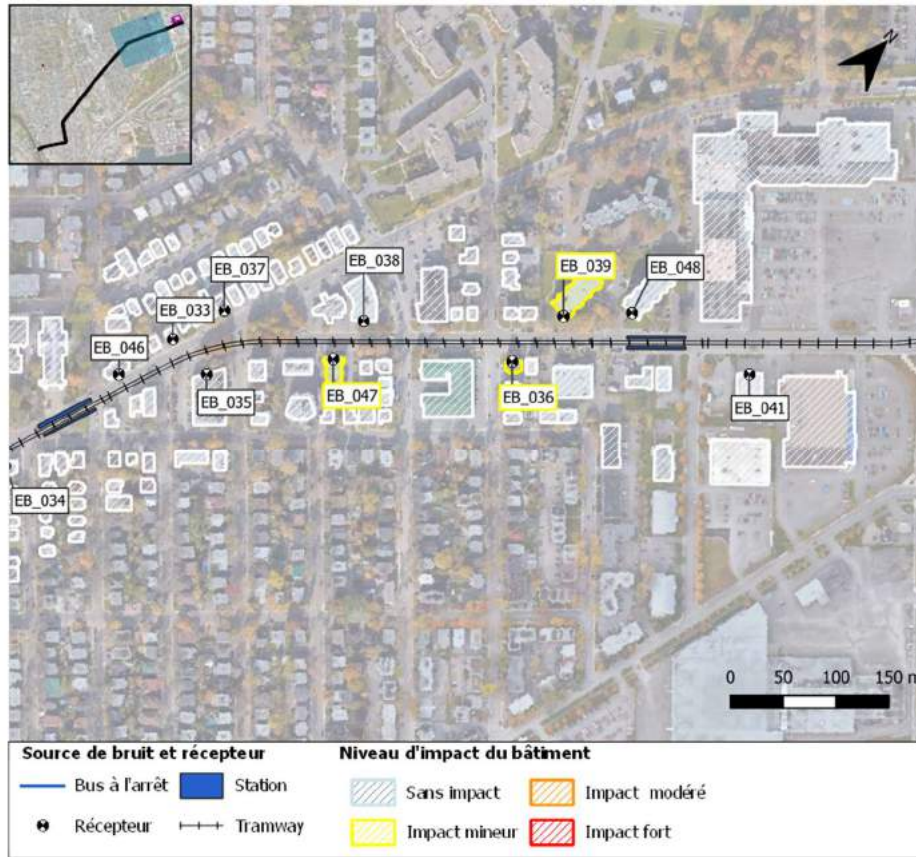 N
EB_037
EB_038
EB_039
EB_048
EB_033
EB_046
EB_035
EB_047
EB_036
EB_041
EB_034
0 50 100 150 m
Source de bruit et récepteur
Niveau d'impact du bâtiment
Bus à l'arrêt
Station
Sans impact
Impact modéré
Récepteur
Tramway
Impact mineur
Impact fort